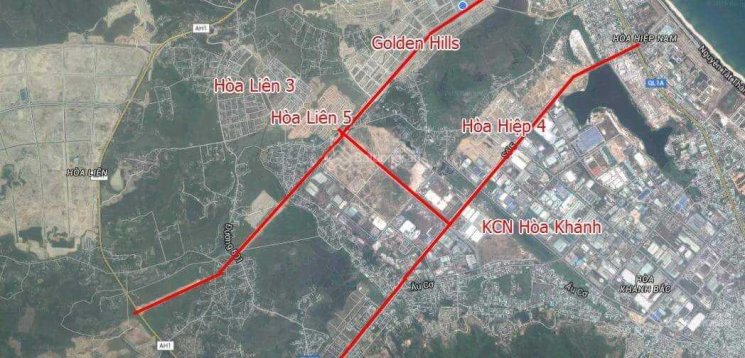 AH1
Golden Hills
HÒA HIỆP NAM
QL1A
Hòa Liên 3
Hòa Liên 5
Hòa Hiệp 4
HÒA LIÊN
KCN Hòa Khánh
Âu Cơ
Âu Cơ
HÒA
KHÁNH BẮC
AH1